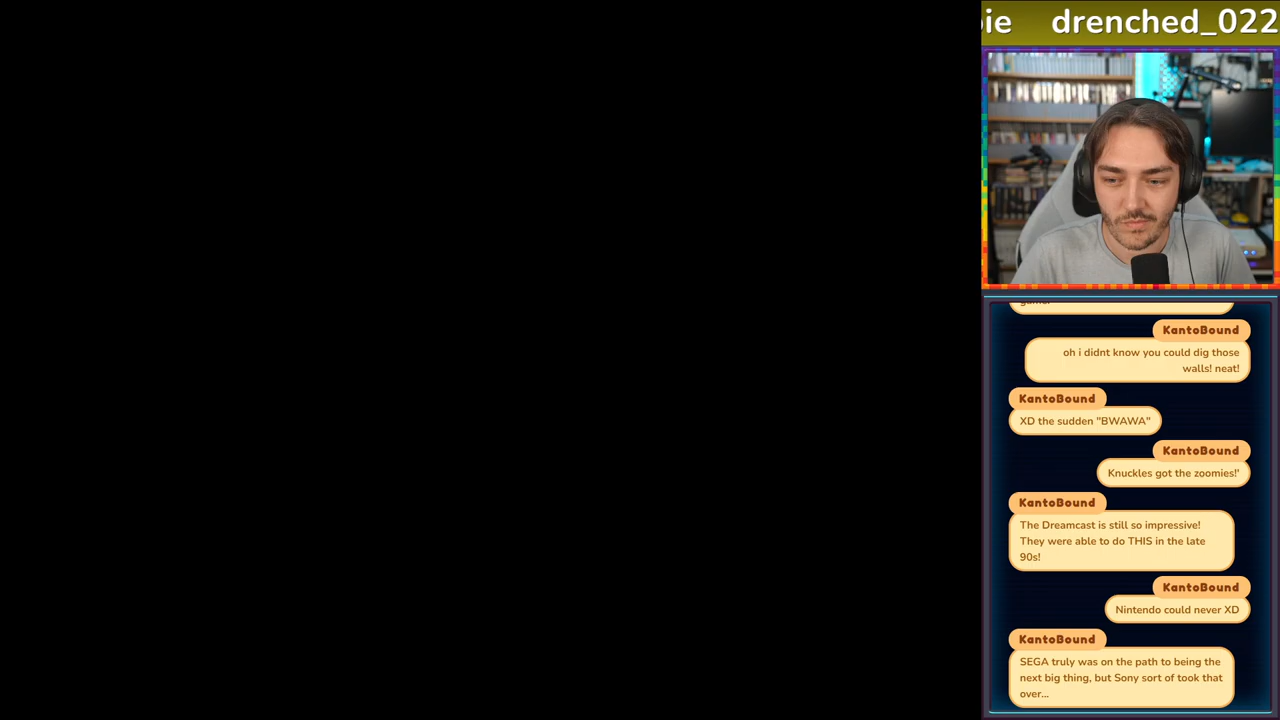 drenched_022
KantoBound
oh i didnt know you could dig those
walls! neat!
KantoBound
XD the sudden "BWAWA"
KantoBound
Knuckles got the zoomies!'
KantoBound
The Dreamcast is still so impressive!
They were able to do THIS in the late
90s!
KantoBound
Nintendo could never XD
KantoBound
SEGA truly was on the path to being the
next big thing, but Sony sort of took that
over...